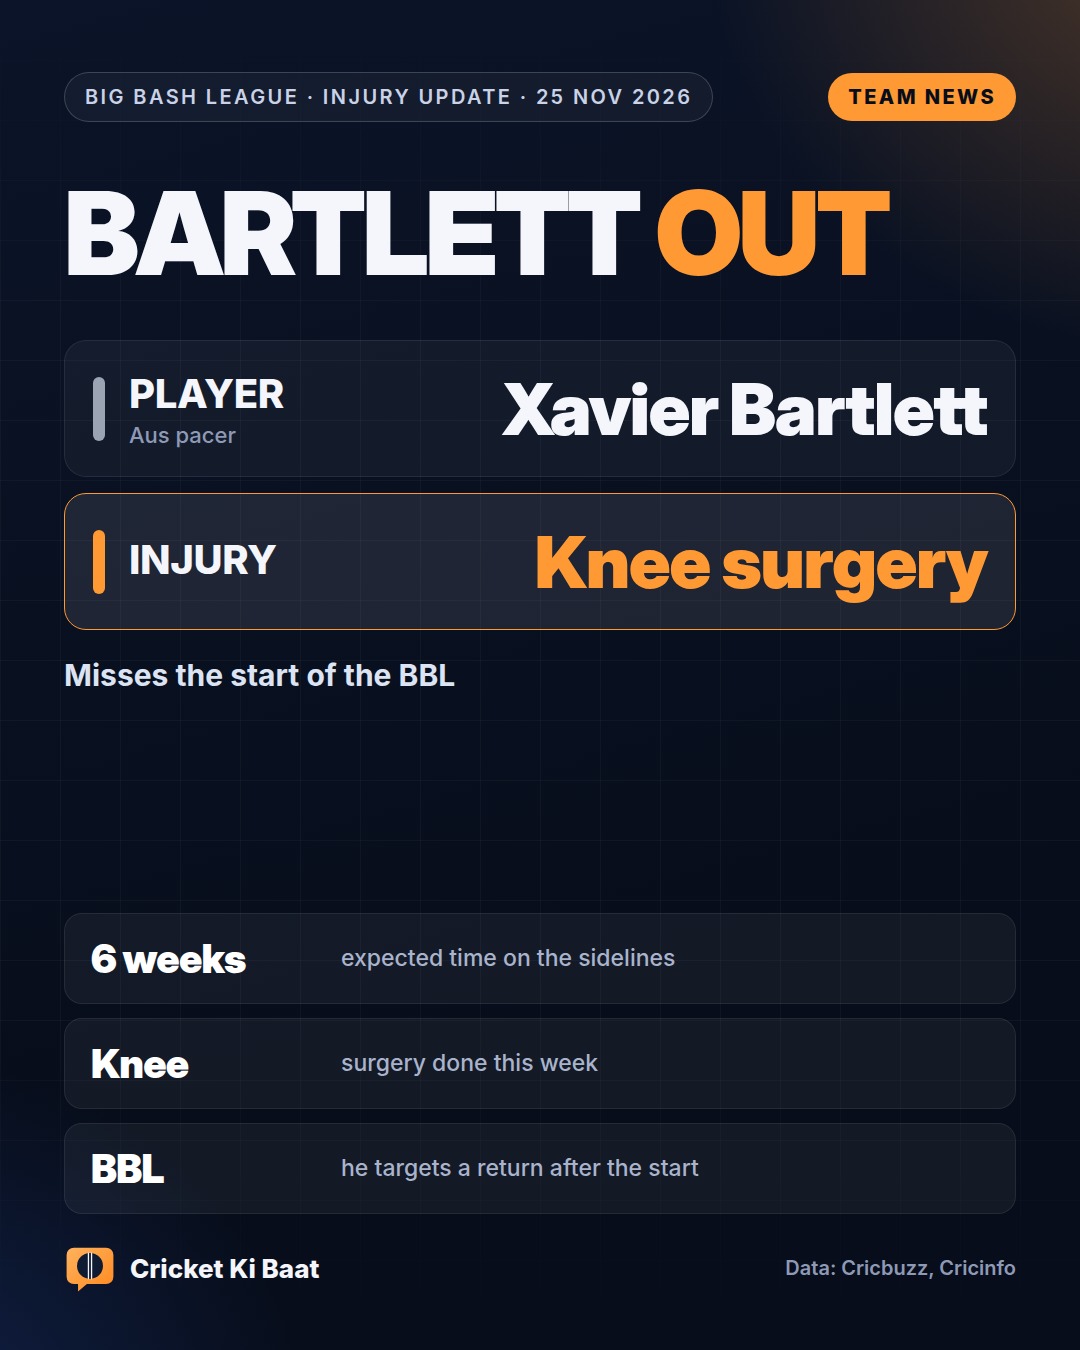 BIG BASH LEAGUE · INJURY UPDATE · 25 NOV 2026
TEAM NEWS
BARTLETT OUT
PLAYER
Aus pacer
Xavier Bartlett
INJURY
Knee surgery
Misses the start of the BBL
6 weeks
expected time on the sidelines
Knee
surgery done this week
BBL
he targets a return after the start
Cricket Ki Baat
Data: Cricbuzz, Cricinfo